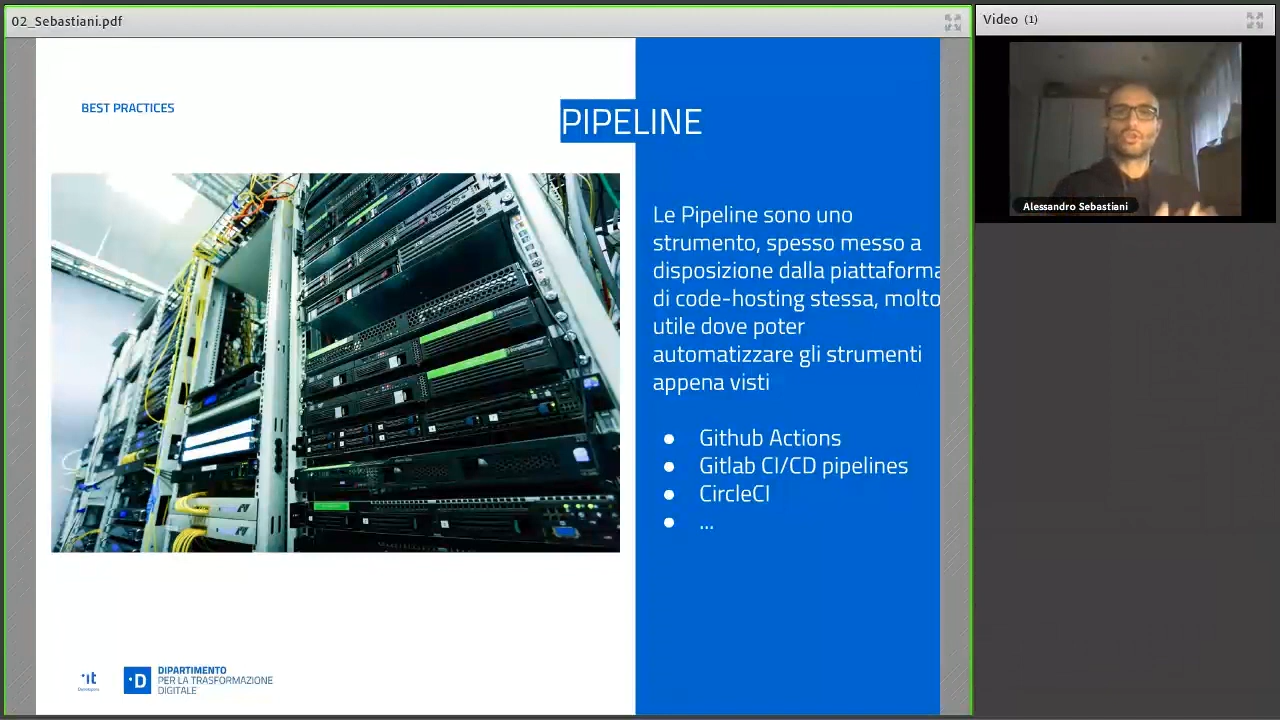 02_Sebastiani.pdf
Video (1)
BEST PRACTICES
PIPELINE
Le Pipeline sono uno
strumento, spesso messo a
disposizione dalla piattaforma
di code-hosting stessa, molto
utile dove poter
automatizzare gli strumenti
appena visti
● Github Actions
● Gitlab CI/CD pipelines
● CircleCI
● ...
Alessandro Sebastiani
·it
Developers
·D
DIPARTIMENTO
PER LA TRASFORMAZIONE
DIGITALE